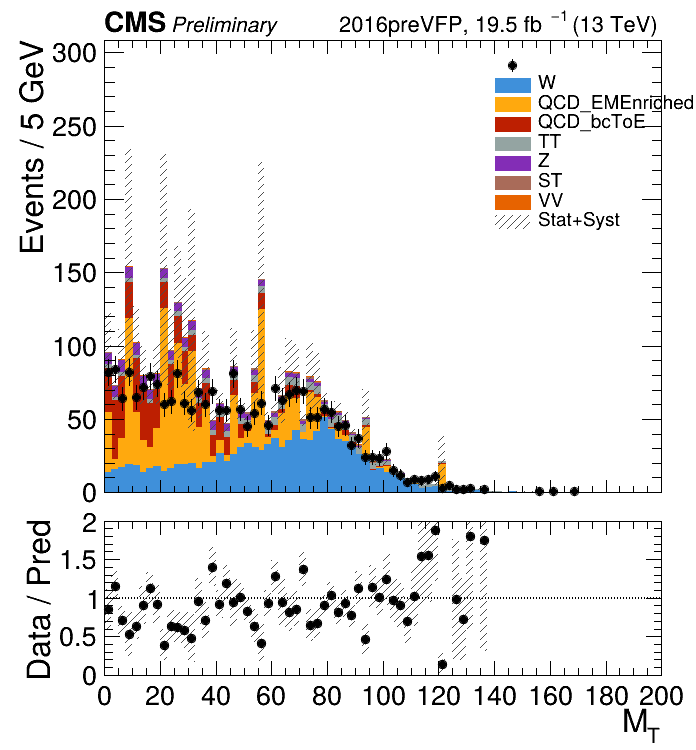 CMS Preliminary 2016preVFP, 19.5 fb⁻¹ (13 TeV)
Events / 5 GeV
300
250
200
150
100
50
0
W
QCD_EMEnriched
QCD_bcToE
TT
Z
ST
VV
Stat+Syst
Data / Pred
2
1.5
1
0.5
0
0 20 40 60 80 100 120 140 160 180 200
M_T